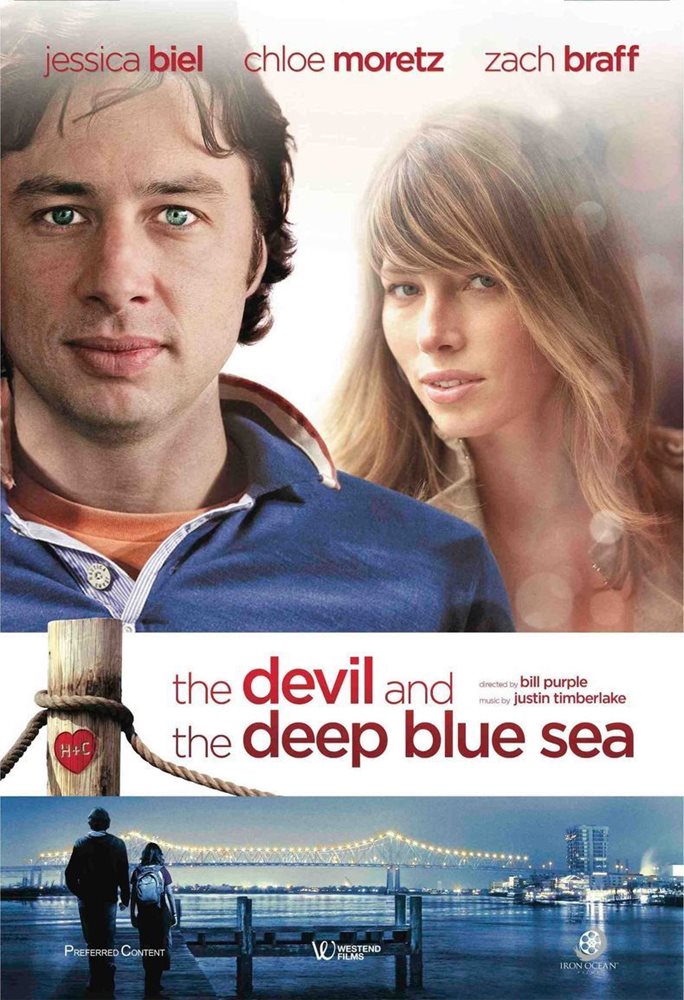 jessica biel chloe moretz zach braff
the devil and
the deep blue sea
directed by bill purple
music by justin timberlake
H+C
PREFERRED CONTENT
WESTEND
FILMS
IRON OCEAN